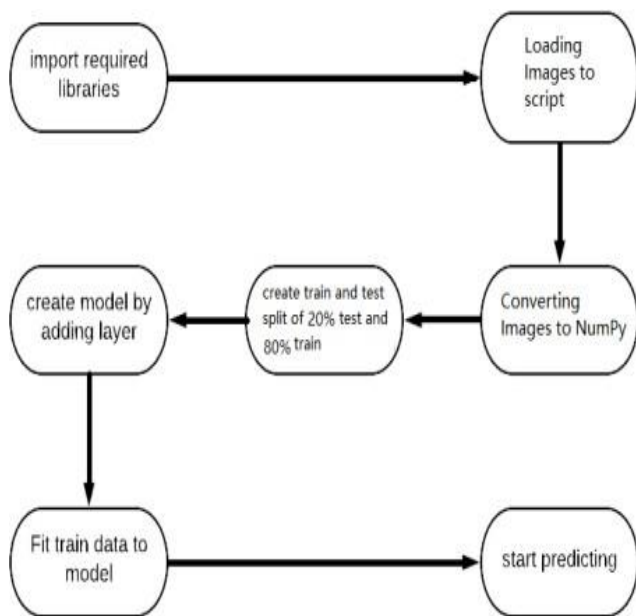 import required
libraries
Loading
Images to
script
Converting
Images to NumPy
create train and test
split of 20% test and
80% train
create model by
adding layer
Fit train data to
model
start predicting